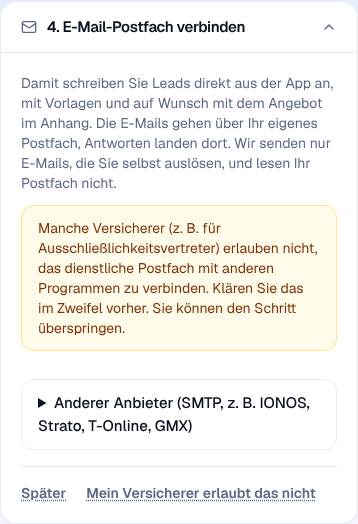 4. E-Mail-Postfach verbinden
Damit schreiben Sie Leads direkt aus der App an,
mit Vorlagen und auf Wunsch mit dem Angebot
im Anhang. Die E-Mails gehen über Ihr eigenes
Postfach, Antworten landen dort. Wir senden nur
E-Mails, die Sie selbst auslösen, und lesen Ihr
Postfach nicht.
Manche Versicherer (z. B. für
Ausschließlichkeitsvertreter) erlauben nicht,
das dienstliche Postfach mit anderen
Programmen zu verbinden. Klären Sie das
im Zweifel vorher. Sie können den Schritt
überspringen.
Anderer Anbieter (SMTP, z. B. IONOS,
Strato, T-Online, GMX)
Später Mein Versicherer erlaubt das nicht